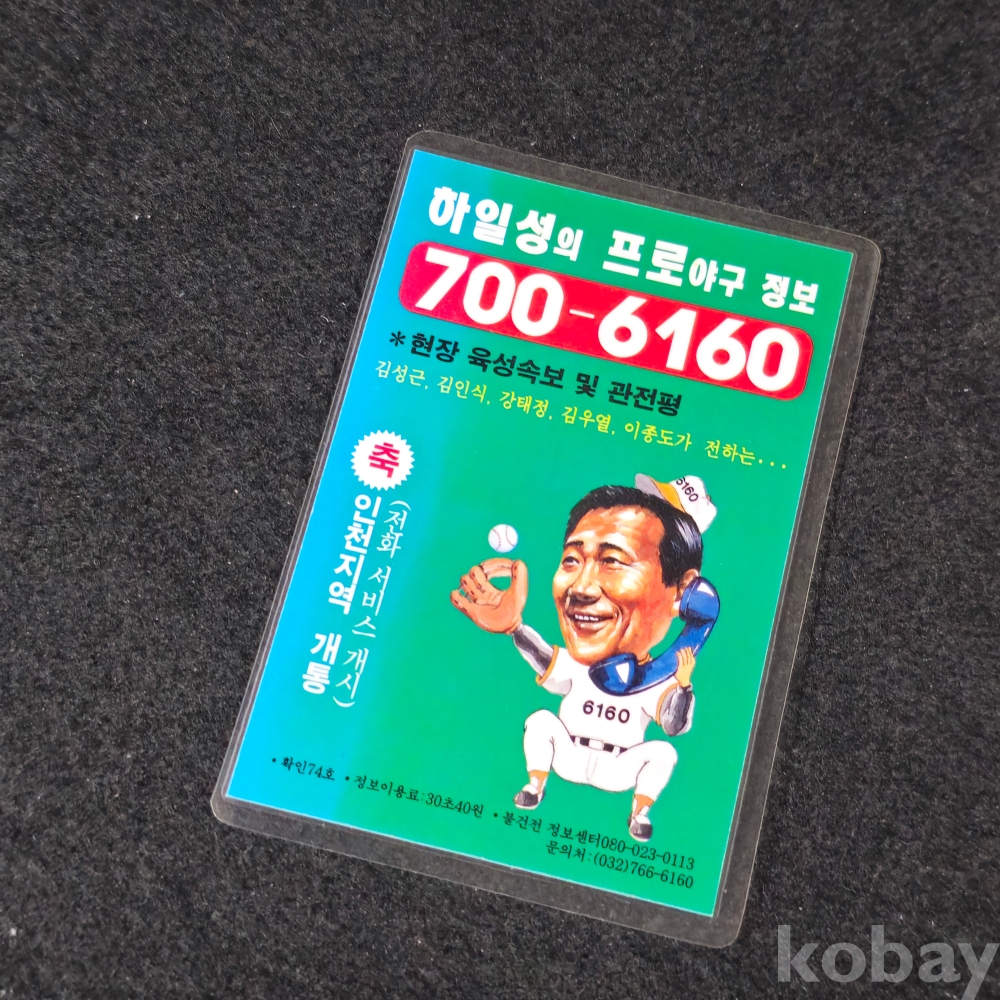 하일성의 프로야구 정보
700-6160
*현장 육성속보 및 관전평
김성근, 김인식, 강태정, 김우열, 이종도가 전하는...
축
인천지역 개통
(전화 서비스 개시)
6160
6160
•확인74호 •정보이용료:30초40원 •불건전 정보센터080-023-0113
문의처:(032)766-6160
kobay